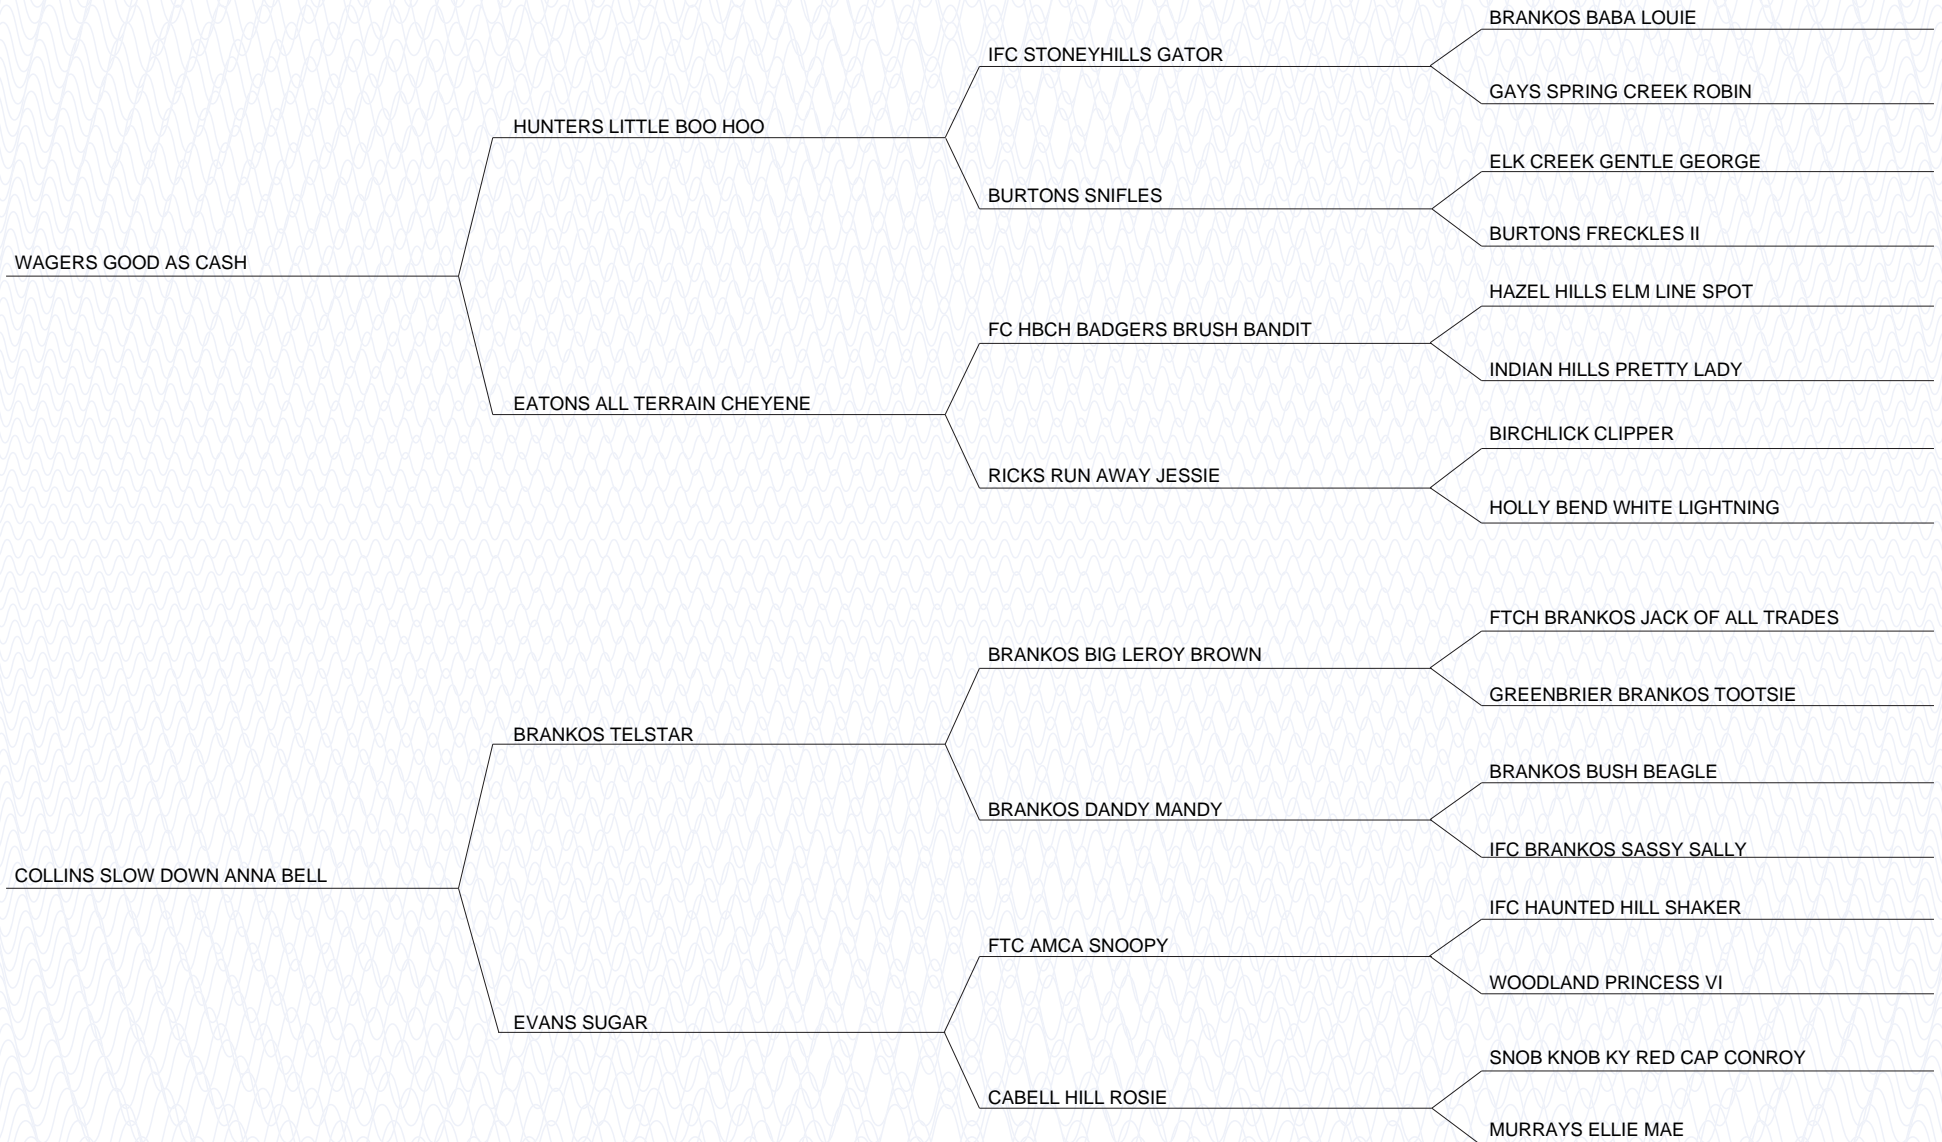 BRANKOS BABA LOUIE
IFC STONEYHILLS GATOR
GAYS SPRING CREEK ROBIN
HUNTERS LITTLE BOO HOO
ELK CREEK GENTLE GEORGE
BURTONS SNIFLES
BURTONS FRECKLES II
WAGERS GOOD AS CASH
HAZEL HILLS ELM LINE SPOT
FC HBCH BADGERS BRUSH BANDIT
INDIAN HILLS PRETTY LADY
EATONS ALL TERRAIN CHEYENE
BIRCHLICK CLIPPER
RICKS RUN AWAY JESSIE
HOLLY BEND WHITE LIGHTNING
FTCH BRANKOS JACK OF ALL TRADES
BRANKOS BIG LEROY BROWN
GREENBRIER BRANKOS TOOTSIE
BRANKOS TELSTAR
BRANKOS BUSH BEAGLE
BRANKOS DANDY MANDY
IFC BRANKOS SASSY SALLY
COLLINS SLOW DOWN ANNA BELL
IFC HAUNTED HILL SHAKER
FTC AMCA SNOOPY
WOODLAND PRINCESS VI
EVANS SUGAR
SNOB KNOB KY RED CAP CONROY
CABELL HILL ROSIE
MURRAYS ELLIE MAE